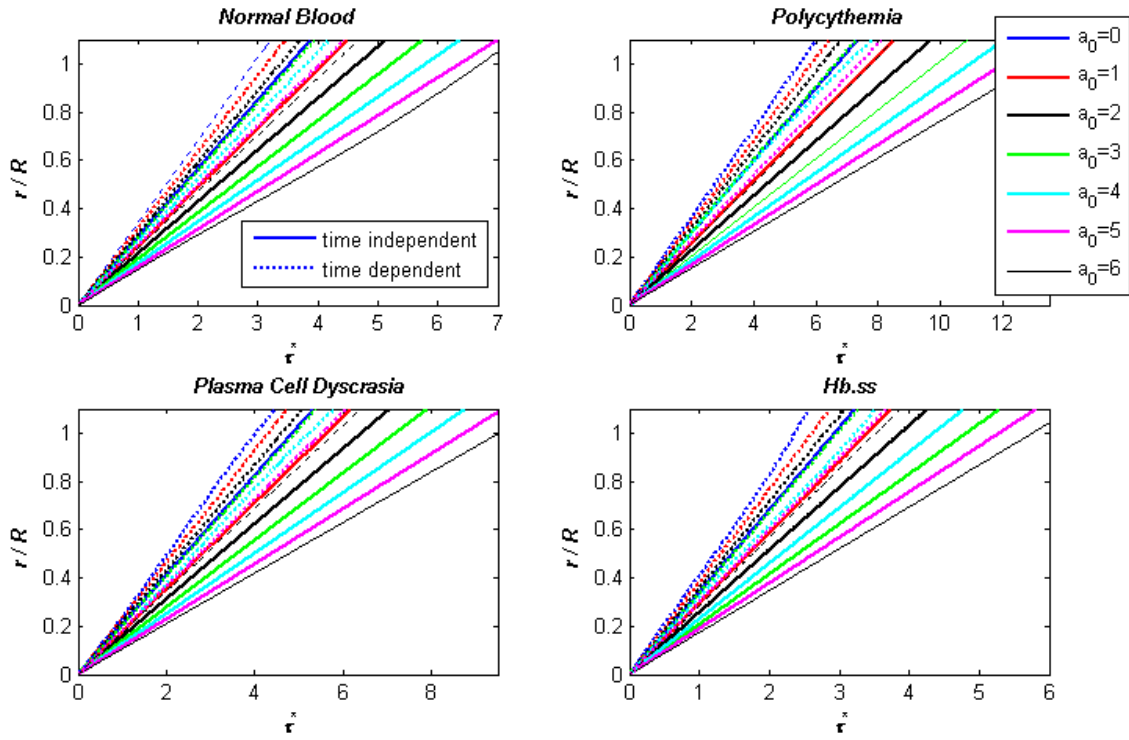 Normal Blood
1
0.8
0.6
0.4
0.2
0
r / R
time independent
time dependent
0 1 2 3 4 5 6 7
τ*
Polycythemia
1
0.8
0.6
0.4
0.2
0
r / R
0 2 4 6 8 10 12
τ*
a0=0
a0=1
a0=2
a0=3
a0=4
a0=5
a0=6
Plasma Cell Dyscrasia
1
0.8
0.6
0.4
0.2
0
r / R
0 2 4 6 8
τ*
Hb.ss
1
0.8
0.6
0.4
0.2
0
r / R
0 1 2 3 4 5 6
τ*